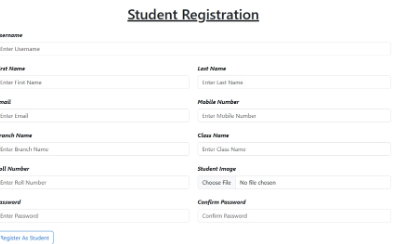 Student Registration
sername
Enter Username
irst Name
Last Name
Enter First Name
Enter Last Name
mail
Mobile Number
Enter Email
Enter Mobile Number
ranch Name
Class Name
Enter Branch Name
Enter Class Name
oll Number
Student Image
Enter Roll Number
Choose File No file chosen
assword
Confirm Password
Enter Password
Confirm Password
Register As Student